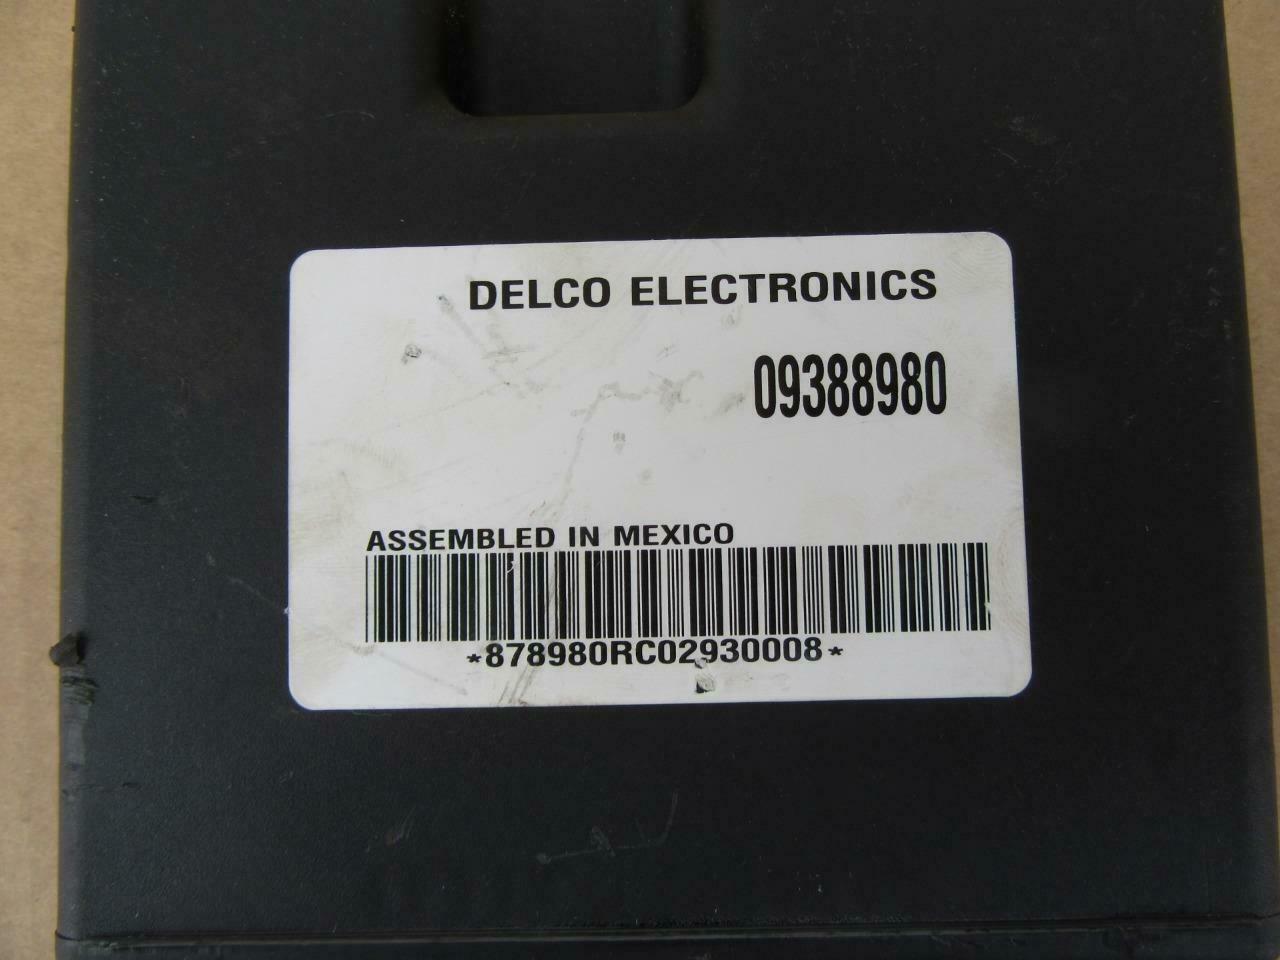 DELCO ELECTRONICS
09388980
ASSEMBLED IN MEXICO
*878980RC02930008*